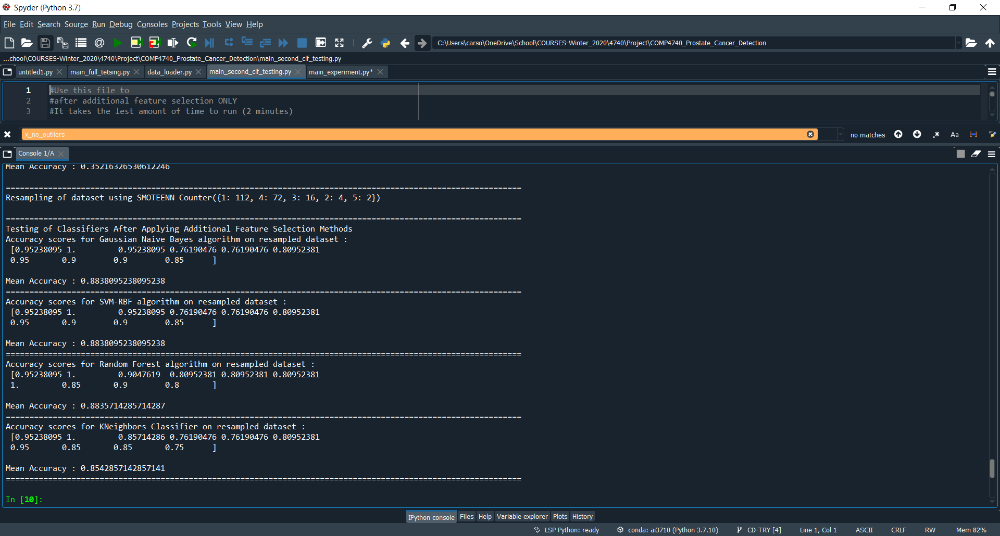 Spyder (Python 3.7)
File Edit Search Source Run Debug Consoles Projects Tools View Help
C:\Users\carso\OneDrive\School\COURSES-Winter_2020\4740\Project\COMP4740_Prostate_Cancer_Detection
...chool\COURSES-Winter_2020\4740\Project\COMP4740_Prostate_Cancer_Detection\main_second_clf_testing.py
untitled1.py main_full_tetsing.py data_loader.py main_second_clf_testing.py main_experiment.py*
1 #Use this file to
2 #after additional feature selection ONLY
3 #It takes the lest amount of time to run (2 minutes)
x_no_outliers no matches .* Aa
Console 1/A
Mean Accuracy : 0.35216326530612246
==============================================================================================================
Resampling of dataset using SMOTEENN Counter({1: 112, 4: 72, 3: 16, 2: 4, 5: 2})
==============================================================================================================
Testing of Classifiers After Applying Additional Feature Selection Methods
Accuracy scores for Gaussian Naive Bayes algorithm on resampled dataset :
[0.95238095 1. 0.95238095 0.76190476 0.76190476 0.80952381
0.95 0.9 0.9 0.85 ]
Mean Accuracy : 0.8838095238095238
==============================================================================================================
Accuracy scores for SVM-RBF algorithm on resampled dataset :
[0.95238095 1. 0.95238095 0.76190476 0.76190476 0.80952381
0.95 0.9 0.9 0.85 ]
Mean Accuracy : 0.8838095238095238
==============================================================================================================
Accuracy scores for Random Forest algorithm on resampled dataset :
[0.95238095 1. 0.9047619 0.80952381 0.80952381 0.80952381
1. 0.85 0.9 0.8 ]
Mean Accuracy : 0.8835714285714287
==============================================================================================================
Accuracy scores for KNeighbors Classifier on resampled dataset :
[0.95238095 1. 0.85714286 0.76190476 0.76190476 0.80952381
0.95 0.85 0.85 0.75 ]
Mean Accuracy : 0.8542857142857141
==============================================================================================================
In [10]:
IPython console Files Help Variable explorer Plots History
LSP Python: ready conda: ai3710 (Python 3.7.10) CD-TRY [4] Line 1, Col 1 ASCII CRLF RW Mem 82%